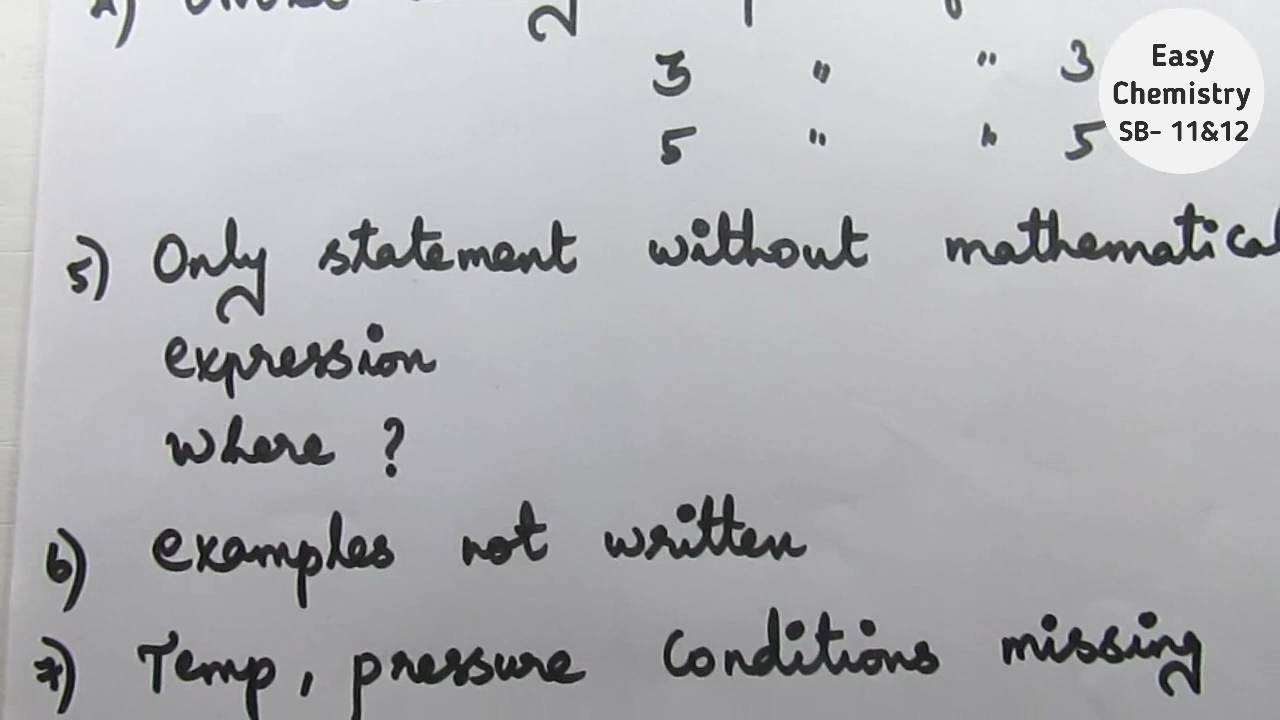 3 " " 3
5 " " 5
5) Only statement without mathematical
expression
where ?
6) examples not written
7) Temp, pressure conditions missing
Easy
Chemistry
SB- 11&12